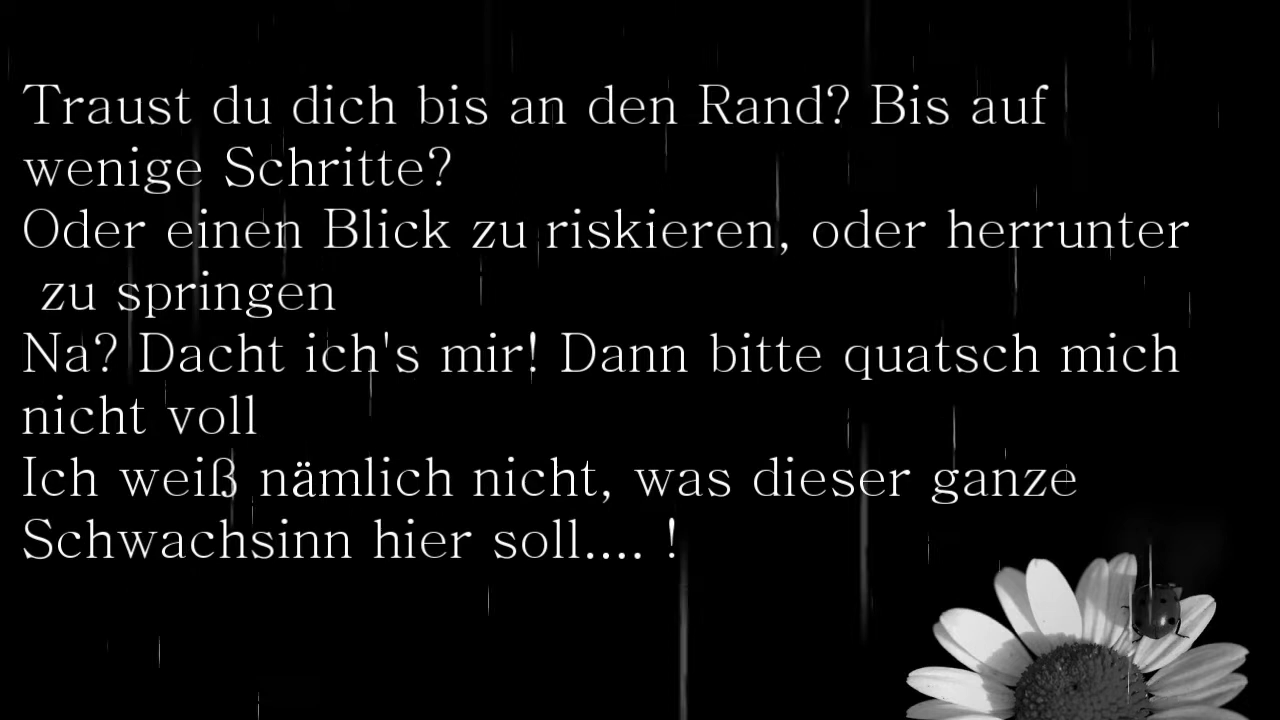 Traust du dich bis an den Rand? Bis auf
wenige Schritte?
Oder einen Blick zu riskieren, oder herrunter
zu springen
Na? Dacht ich's mir! Dann bitte quatsch mich
nicht voll
Ich weiß nämlich nicht, was dieser ganze
Schwachsinn hier soll.... !